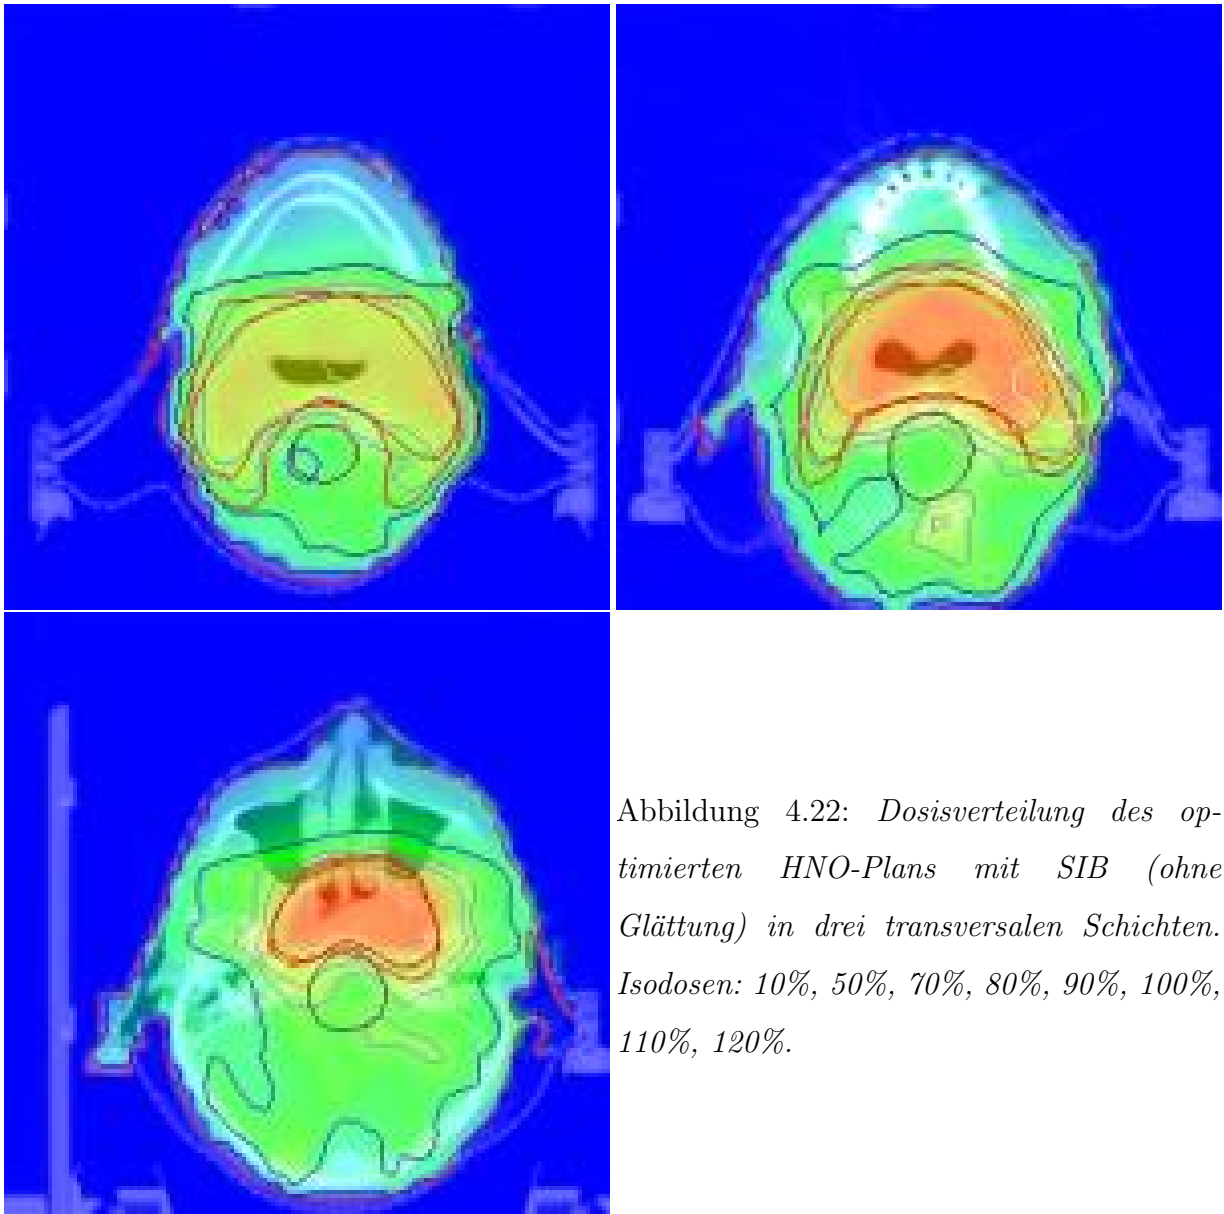 Abbildung 4.22: Dosisverteilung des op-
timierten HNO-Plans mit SIB (ohne
Glättung) in drei transversalen Schichten.
Isodosen: 10%, 50%, 70%, 80%, 90%, 100%,
110%, 120%.